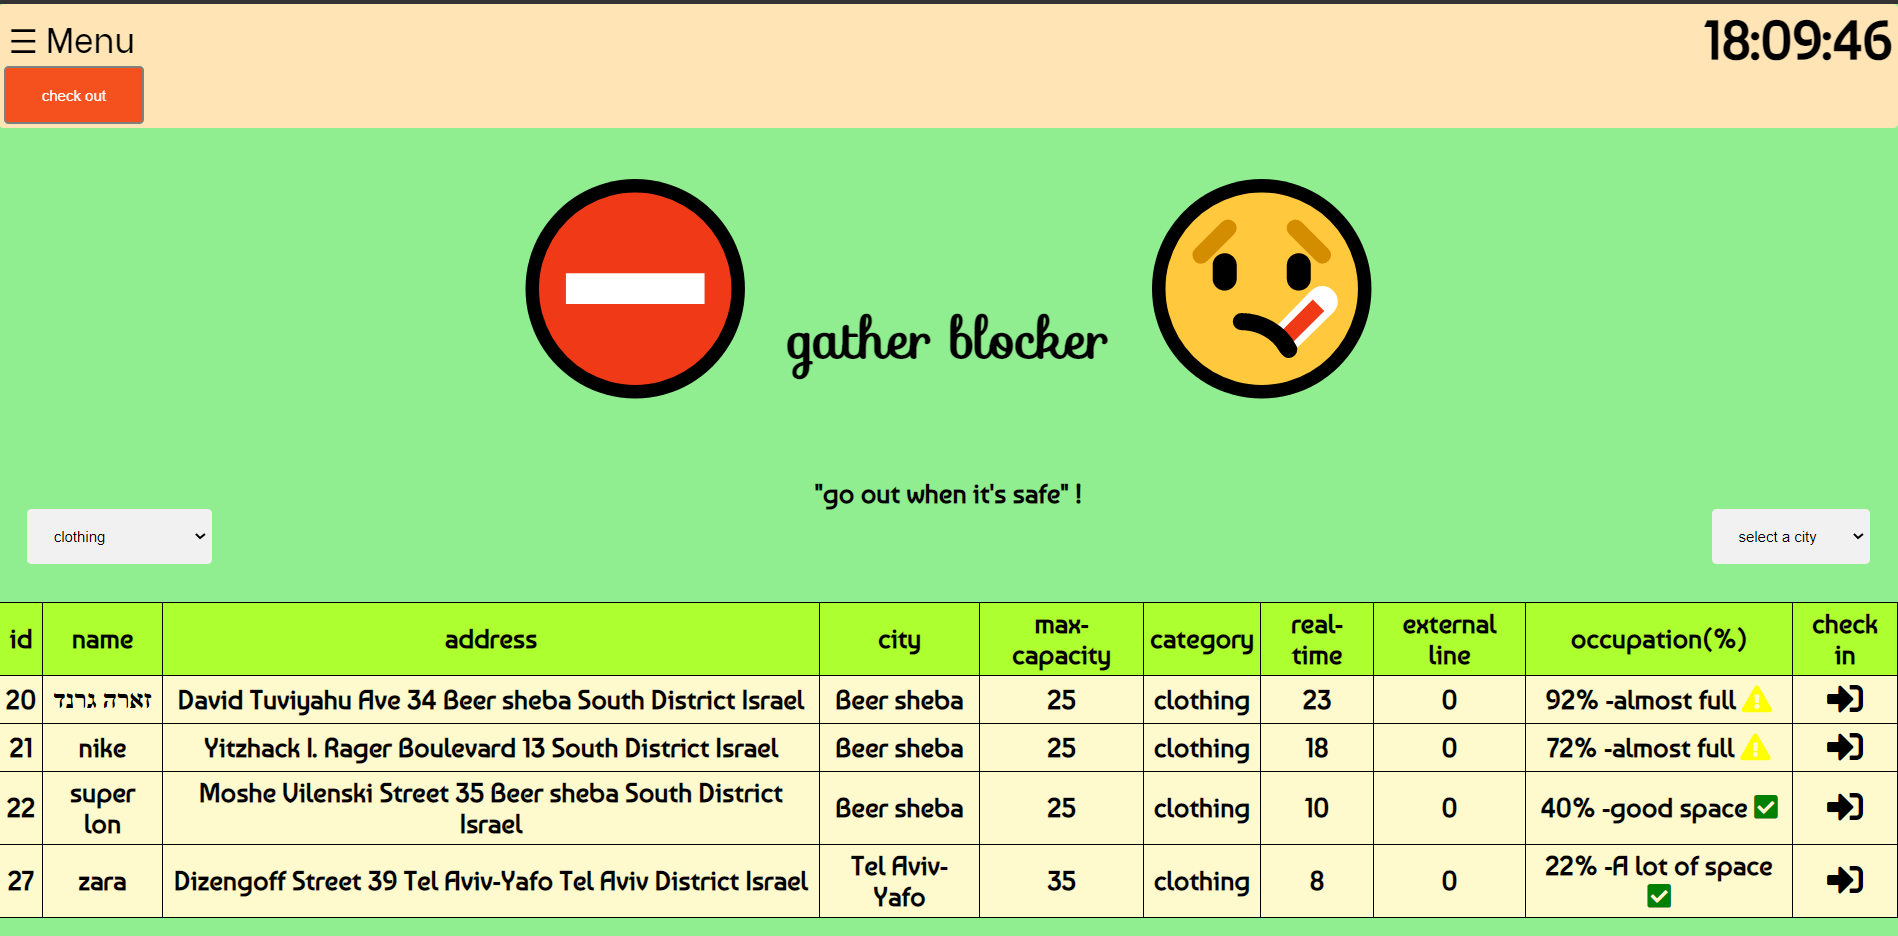 ☰ Menu
18:09:46
check out
gather blocker
"go out when it's safe" !
clothing
select a city
id name address city max-capacity category real-time external line occupation(%) check in
20 זארה גרנד David Tuviyahu Ave 34 Beer sheba South District Israel Beer sheba 25 clothing 23 0 92% -almost full
21 nike Yitzhack I. Rager Boulevard 13 South District Israel Beer sheba 25 clothing 18 0 72% -almost full
22 super lon Moshe Vilenski Street 35 Beer sheba South District Israel Beer sheba 25 clothing 10 0 40% -good space
27 zara Dizengoff Street 39 Tel Aviv-Yafo Tel Aviv District Israel Tel Aviv-Yafo 35 clothing 8 0 22% -A lot of space